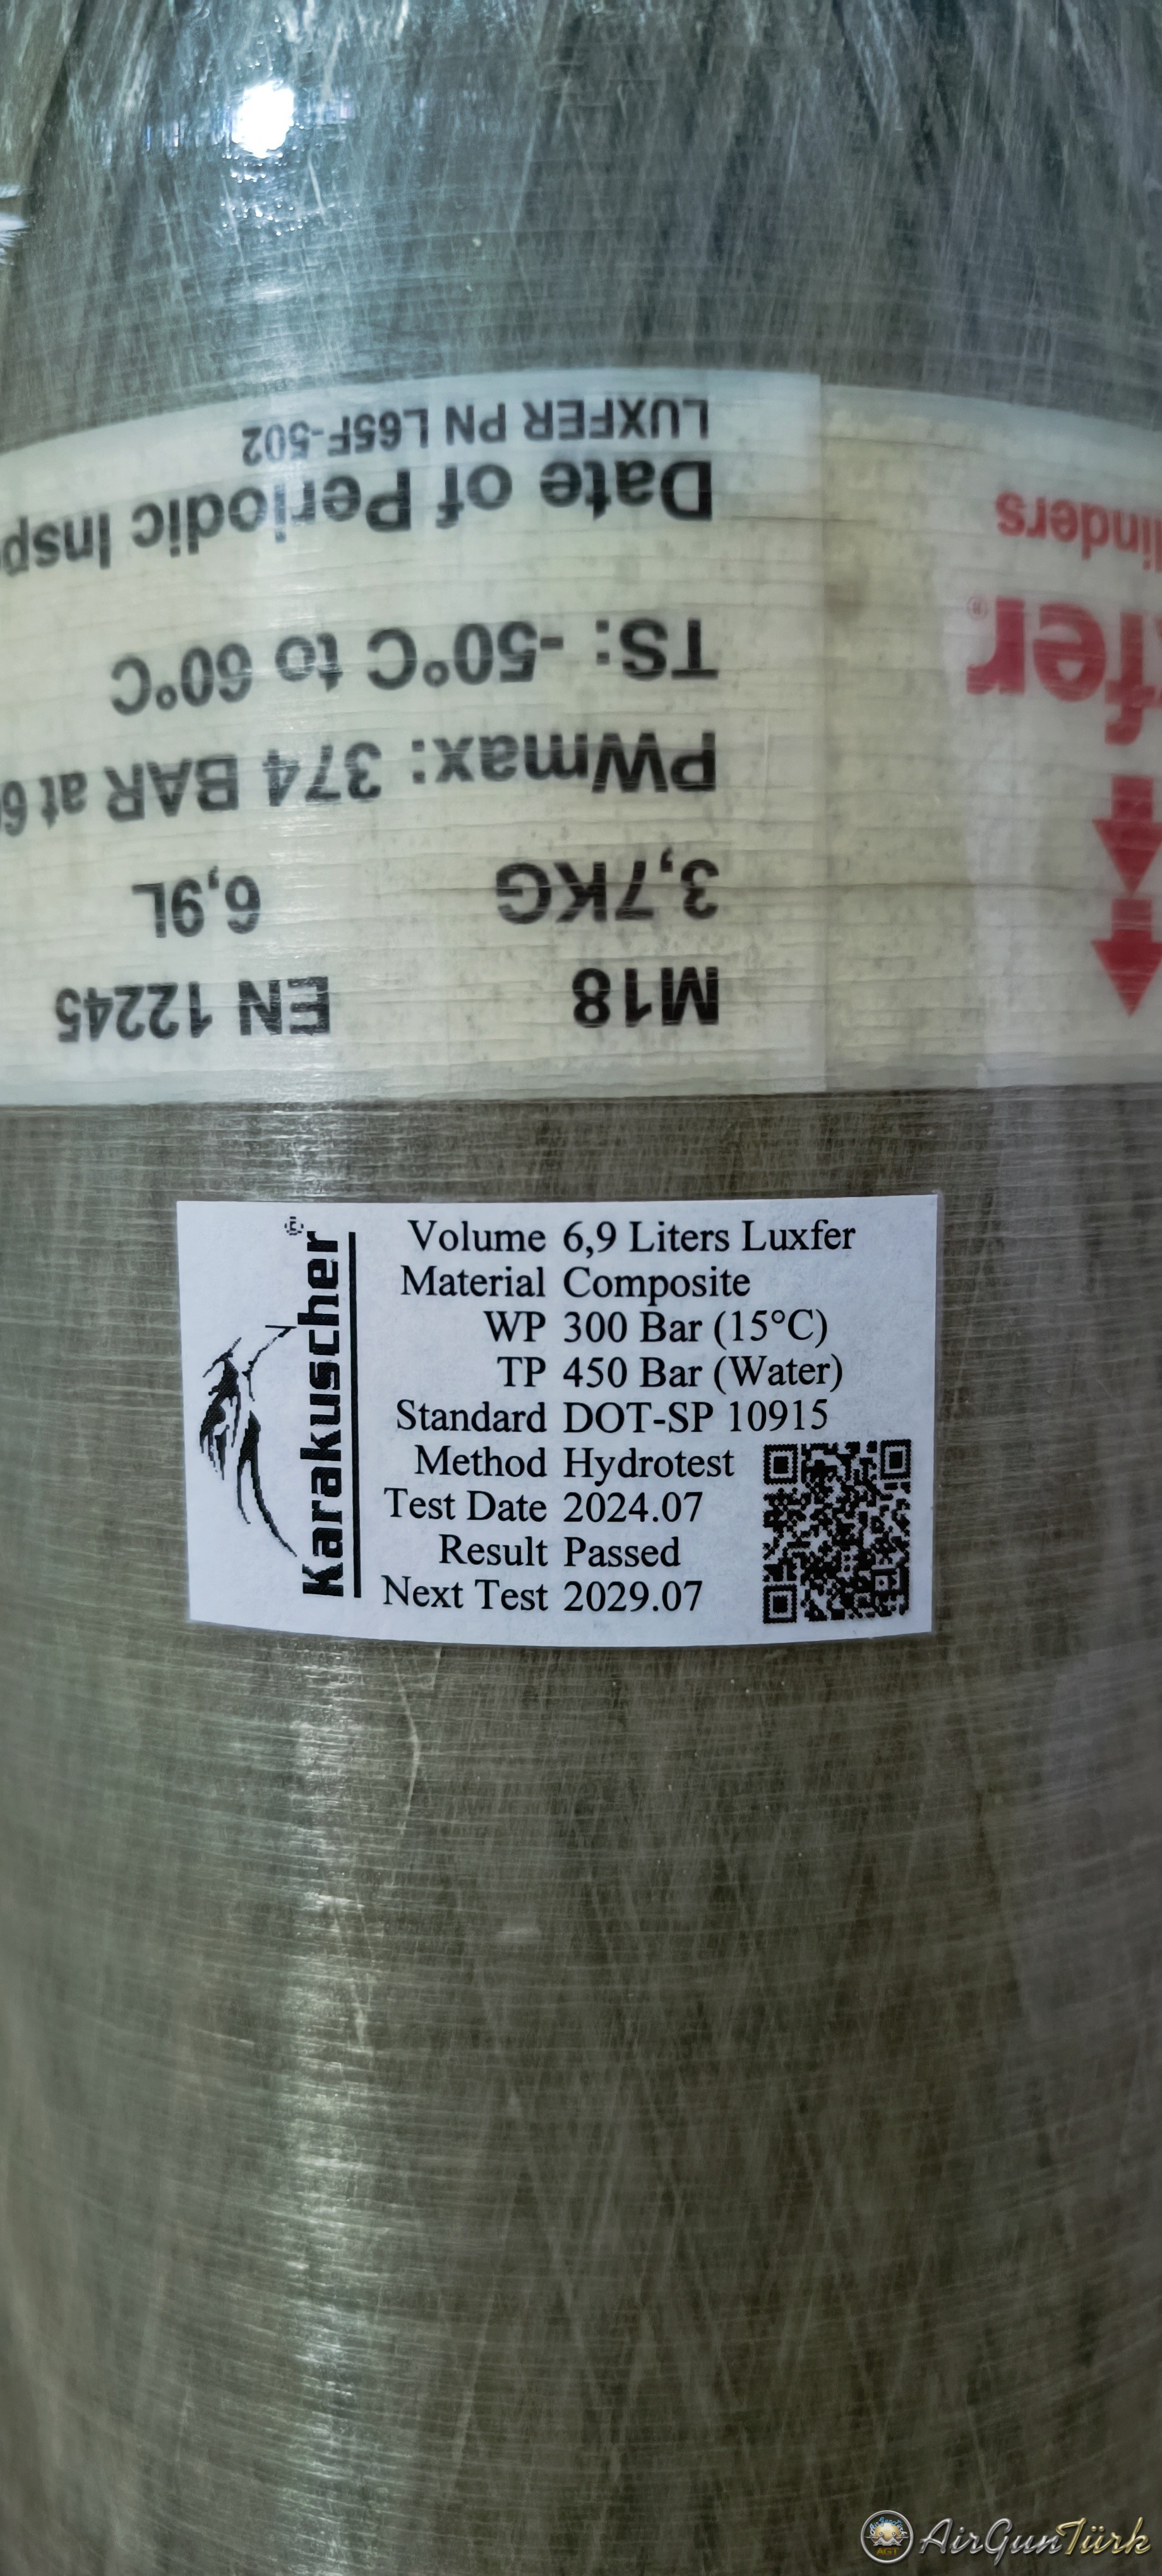 LUXFER PN L65F-502
Date of Periodic Insp
TS: -50°C to 60°C
PWmax: 374 BAR at 6
3,7KG 6,9L
M18 EN 12245
linders
fer®
Karakuscher
Volume 6,9 Liters Luxfer
Material Composite
WP 300 Bar (15°C)
TP 450 Bar (Water)
Standard DOT-SP 10915
Method Hydrotest
Test Date 2024.07
Result Passed
Next Test 2029.07
AirGunTürk